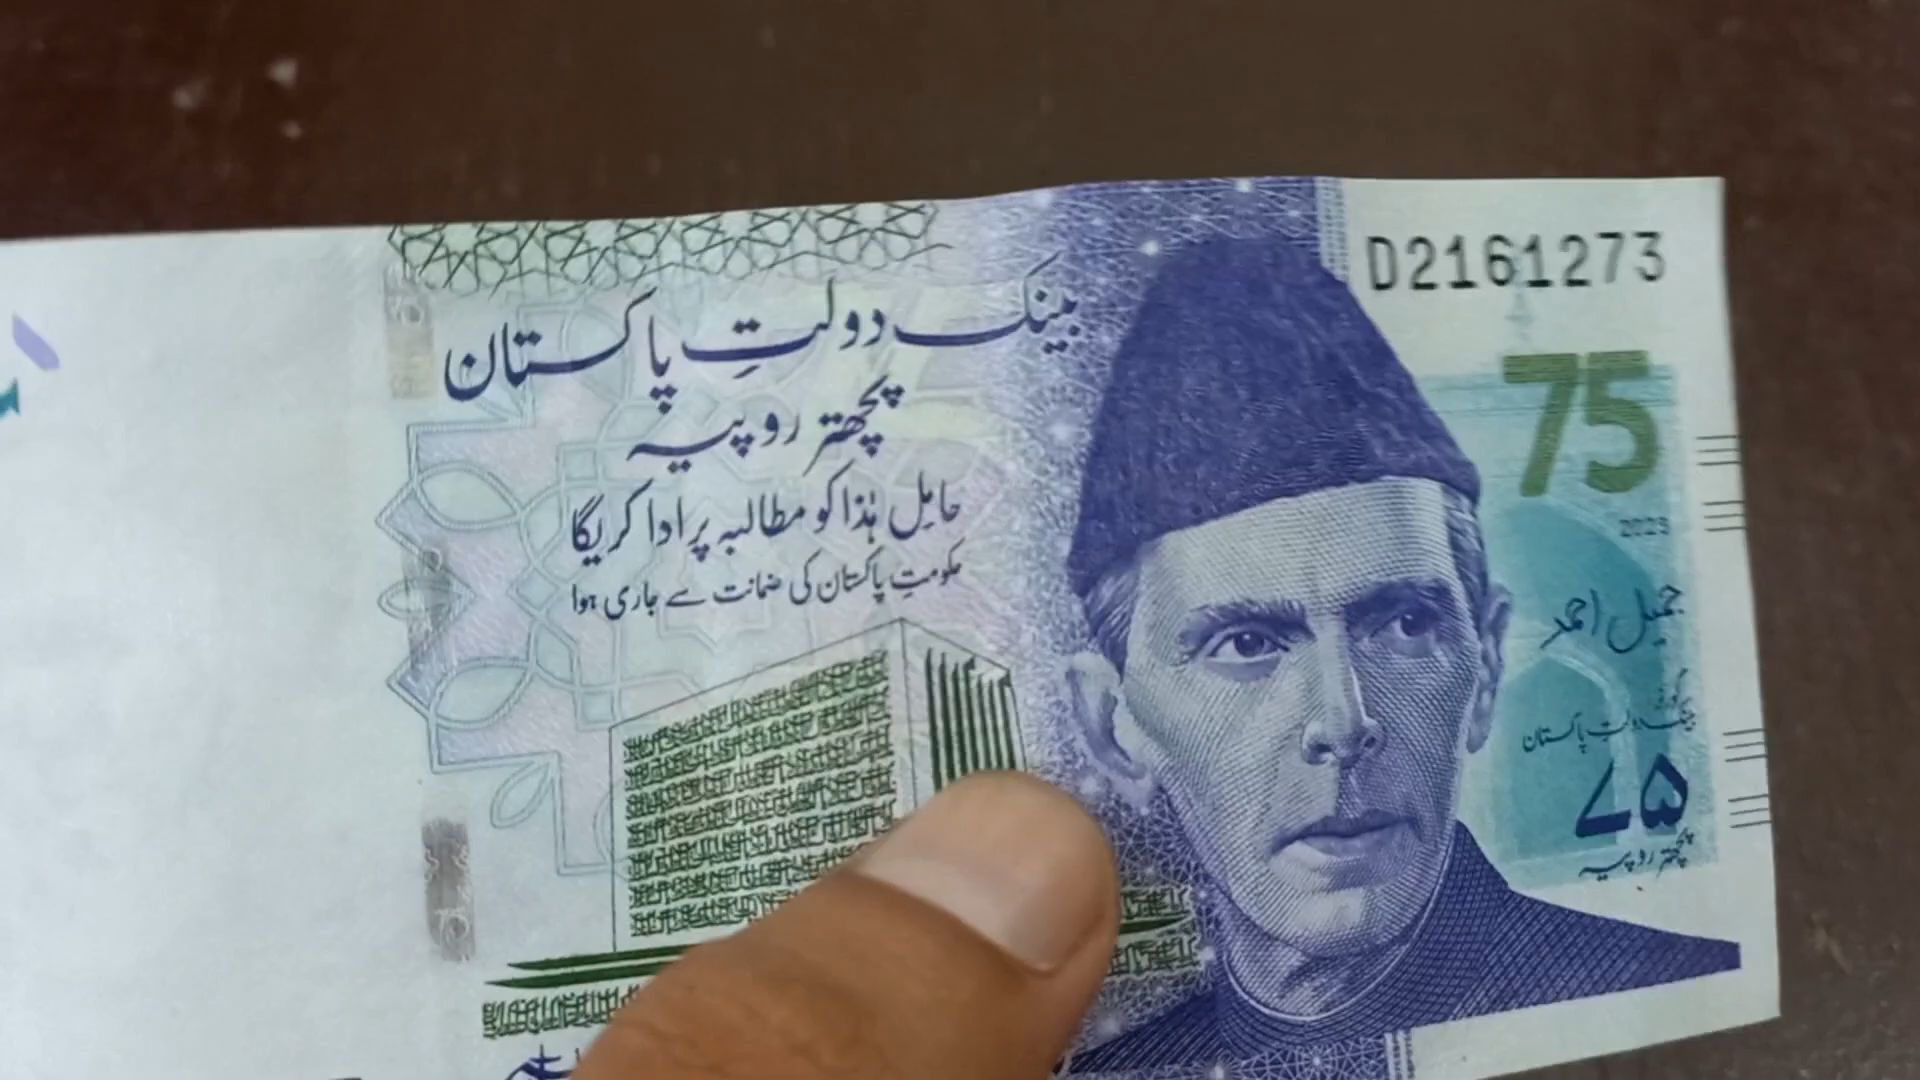 D2161273
بینک دولتِ پاکستان
پچھتر روپیہ
حاملِ ہٰذا کو مطالبہ پر ادا کریگا
حکومتِ پاکستان کی ضمانت سے جاری ہوا
75
2023
جمیل احمد
بینک دولتِ پاکستان
۷۵
پچھتر روپیہ